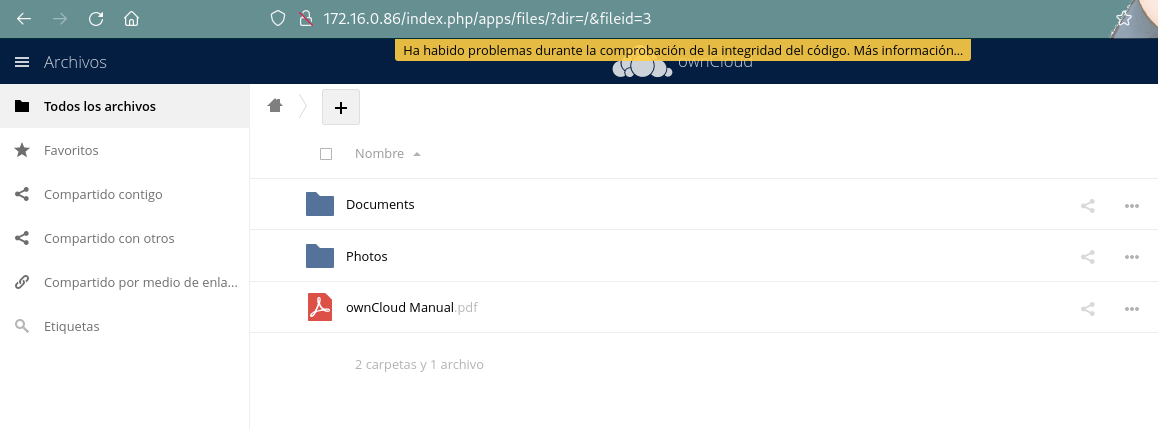 172.16.0.86/index.php/apps/files/?dir=/&fileid=3
Ha habido problemas durante la comprobación de la integridad del código. Más información...
Archivos
ownCloud
Todos los archivos
Favoritos
Compartido contigo
Compartido con otros
Compartido por medio de enla...
Etiquetas
+
Nombre
Documents
Photos
ownCloud Manual.pdf
2 carpetas y 1 archivo